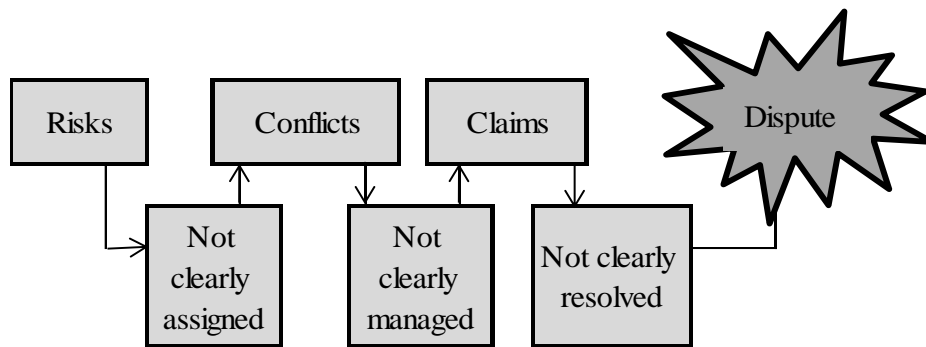 Risks
Conflicts
Claims
Dispute
Not
clearly
assigned
Not
clearly
managed
Not clearly
resolved